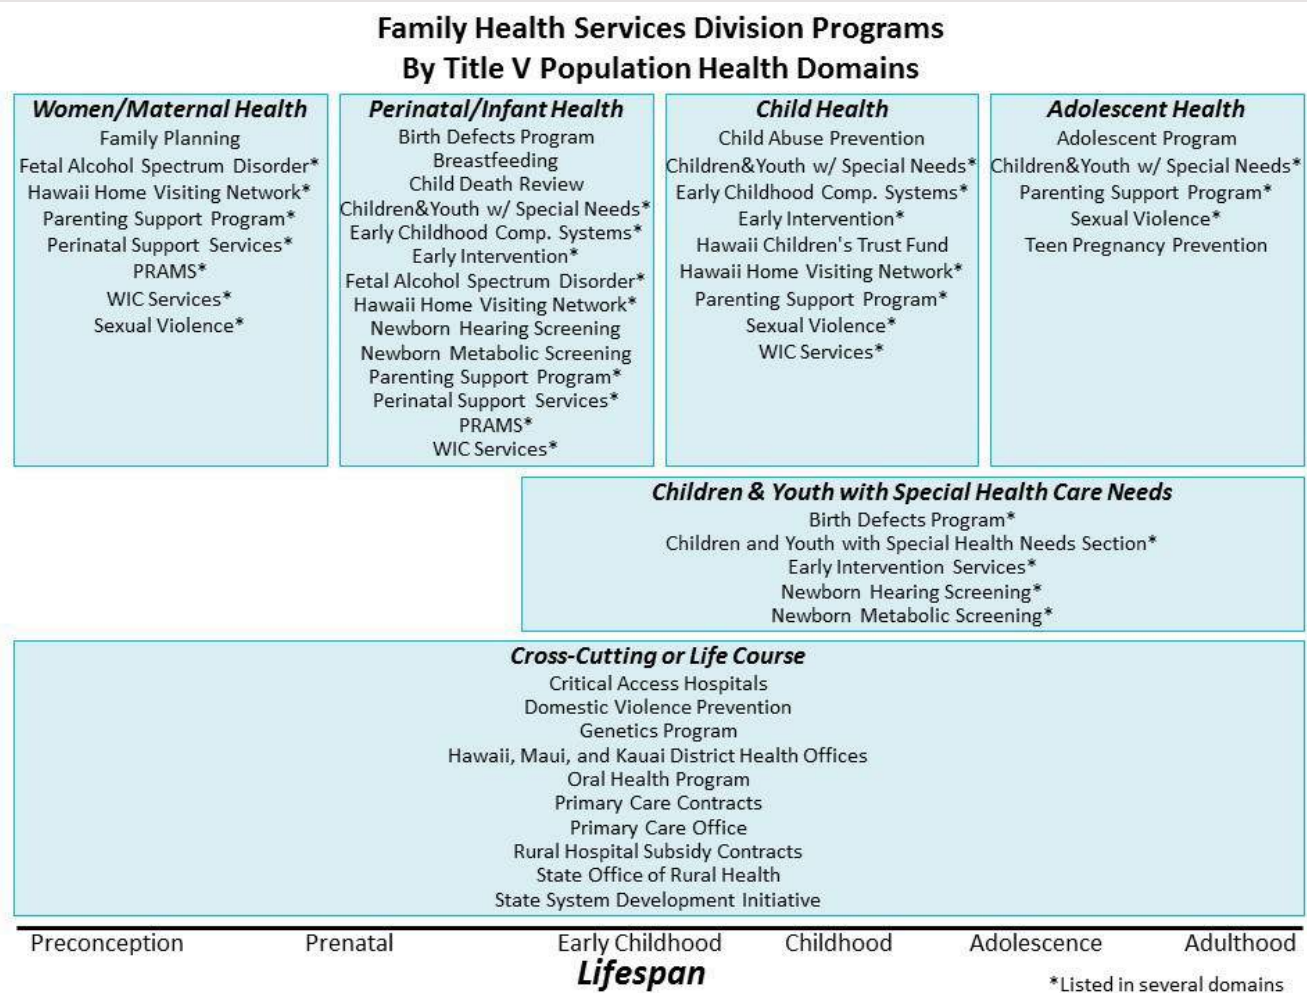 Family Health Services Division Programs
By Title V Population Health Domains
Women/Maternal Health
Family Planning
Fetal Alcohol Spectrum Disorder*
Hawaii Home Visiting Network*
Parenting Support Program*
Perinatal Support Services*
PRAMS*
WIC Services*
Sexual Violence*
Perinatal/Infant Health
Birth Defects Program
Breastfeeding
Child Death Review
Children&Youth w/ Special Needs*
Early Childhood Comp. Systems*
Early Intervention*
Fetal Alcohol Spectrum Disorder*
Hawaii Home Visiting Network*
Newborn Hearing Screening
Newborn Metabolic Screening
Parenting Support Program*
Perinatal Support Services*
PRAMS*
WIC Services*
Child Health
Child Abuse Prevention
Children&Youth w/ Special Needs*
Early Childhood Comp. Systems*
Early Intervention*
Hawaii Children's Trust Fund
Hawaii Home Visiting Network*
Parenting Support Program*
Sexual Violence*
WIC Services*
Adolescent Health
Adolescent Program
Children&Youth w/ Special Needs*
Parenting Support Program*
Sexual Violence*
Teen Pregnancy Prevention
Children & Youth with Special Health Care Needs
Birth Defects Program*
Children and Youth with Special Health Needs Section*
Early Intervention Services*
Newborn Hearing Screening*
Newborn Metabolic Screening*
Cross-Cutting or Life Course
Critical Access Hospitals
Domestic Violence Prevention
Genetics Program
Hawaii, Maui, and Kauai District Health Offices
Oral Health Program
Primary Care Contracts
Primary Care Office
Rural Hospital Subsidy Contracts
State Office of Rural Health
State System Development Initiative
Preconception Prenatal Early Childhood Childhood Adolescence Adulthood
Lifespan
*Listed in several domains